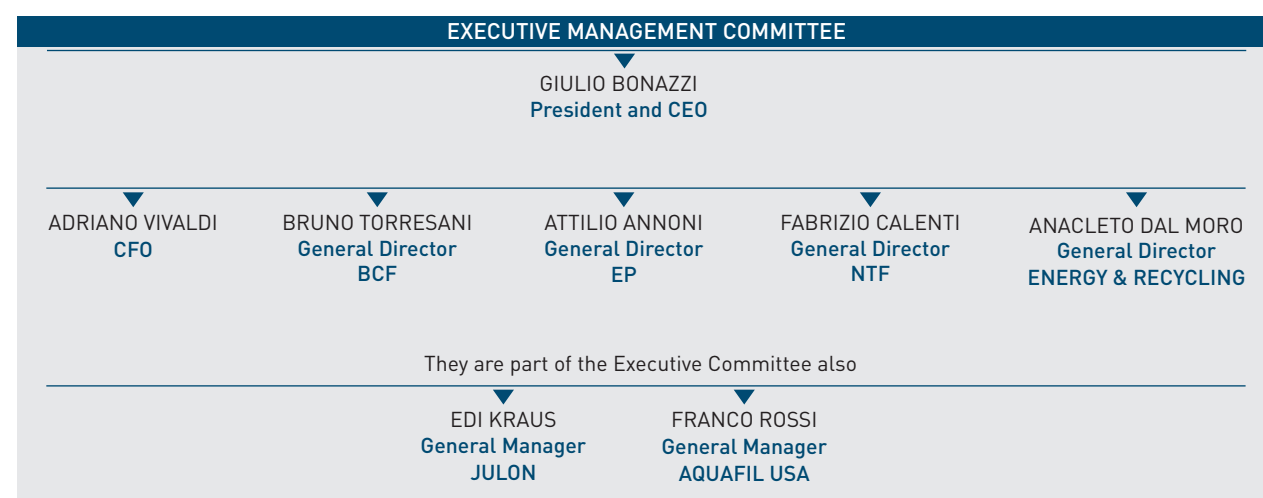 EXECUTIVE MANAGEMENT COMMITTEE
GIULIO BONAZZI
President and CEO
ADRIANO VIVALDI
CFO
BRUNO TORRESANI
General Director
BCF
ATTILIO ANNONI
General Director
EP
FABRIZIO CALENTI
General Director
NTF
ANACLETO DAL MORO
General Director
ENERGY & RECYCLING
They are part of the Executive Committee also
EDI KRAUS
General Manager
JULON
FRANCO ROSSI
General Manager
AQUAFIL USA